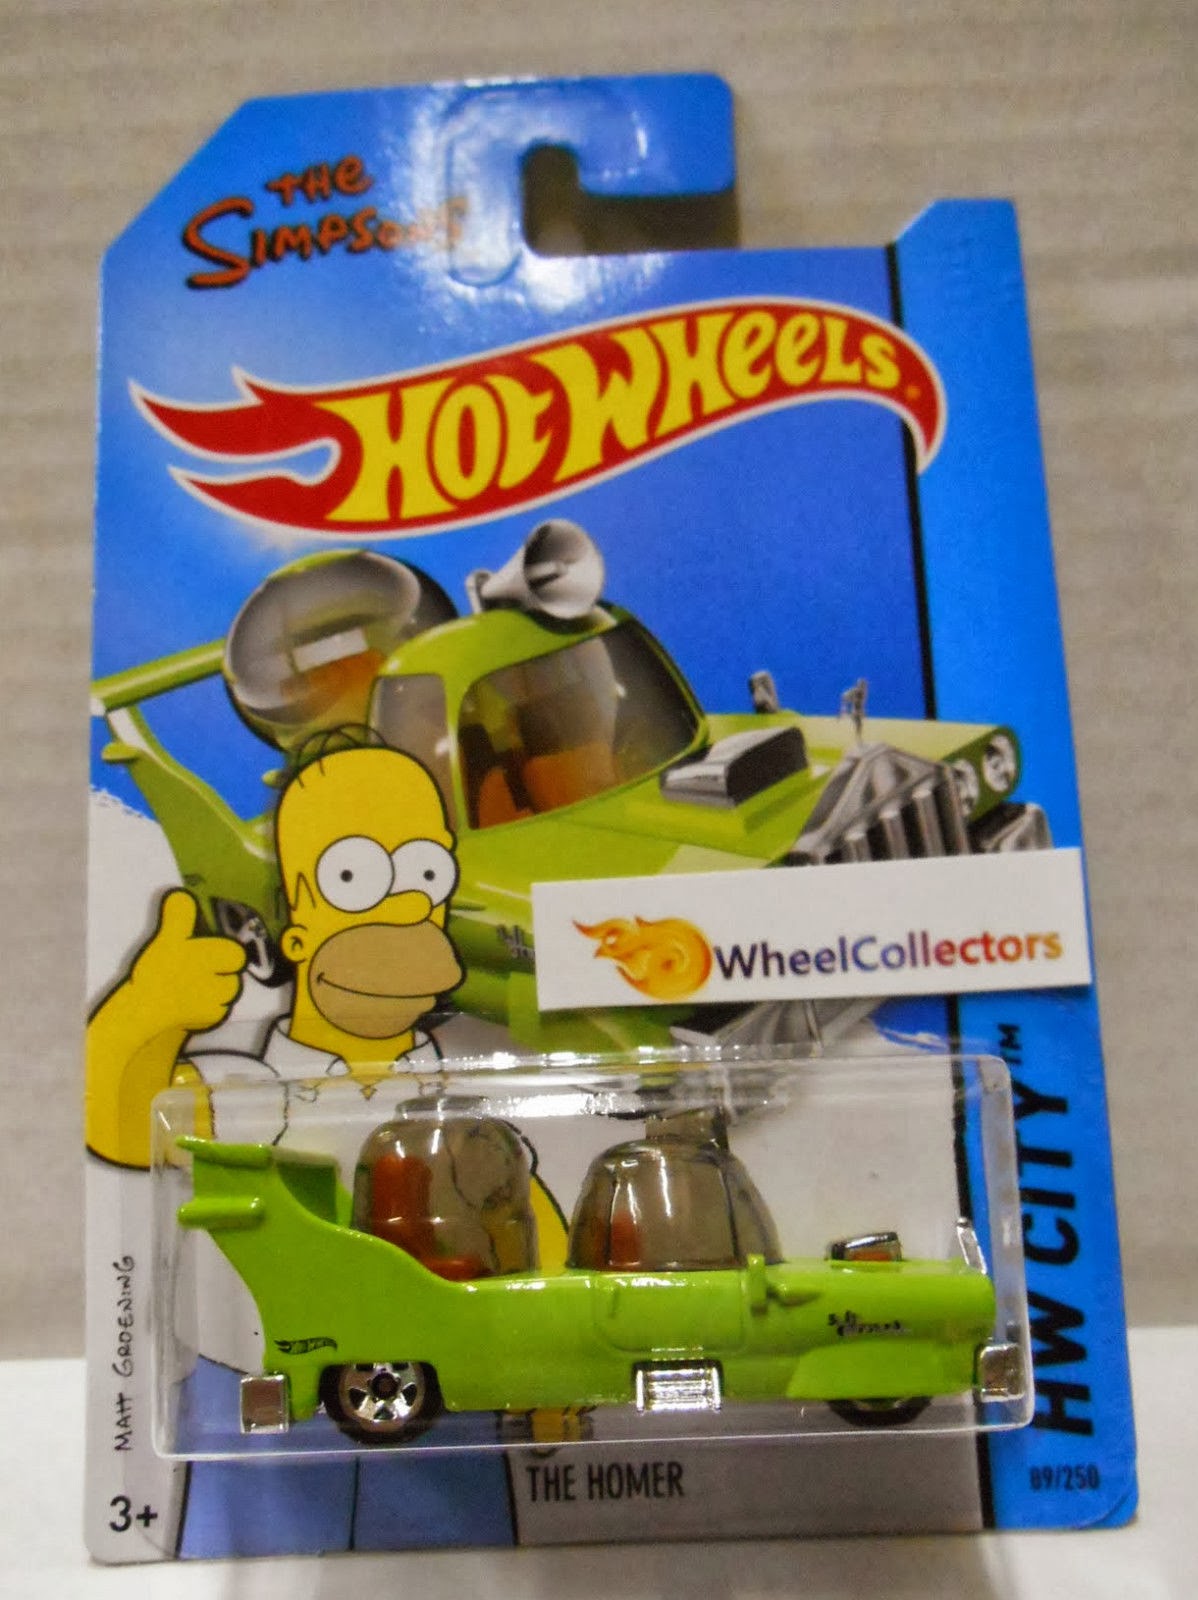 THE
SIMPSONS
HOT WHEELS
WheelCollectors
HW CITY™
MATT GROENING
3+
THE HOMER
89/250